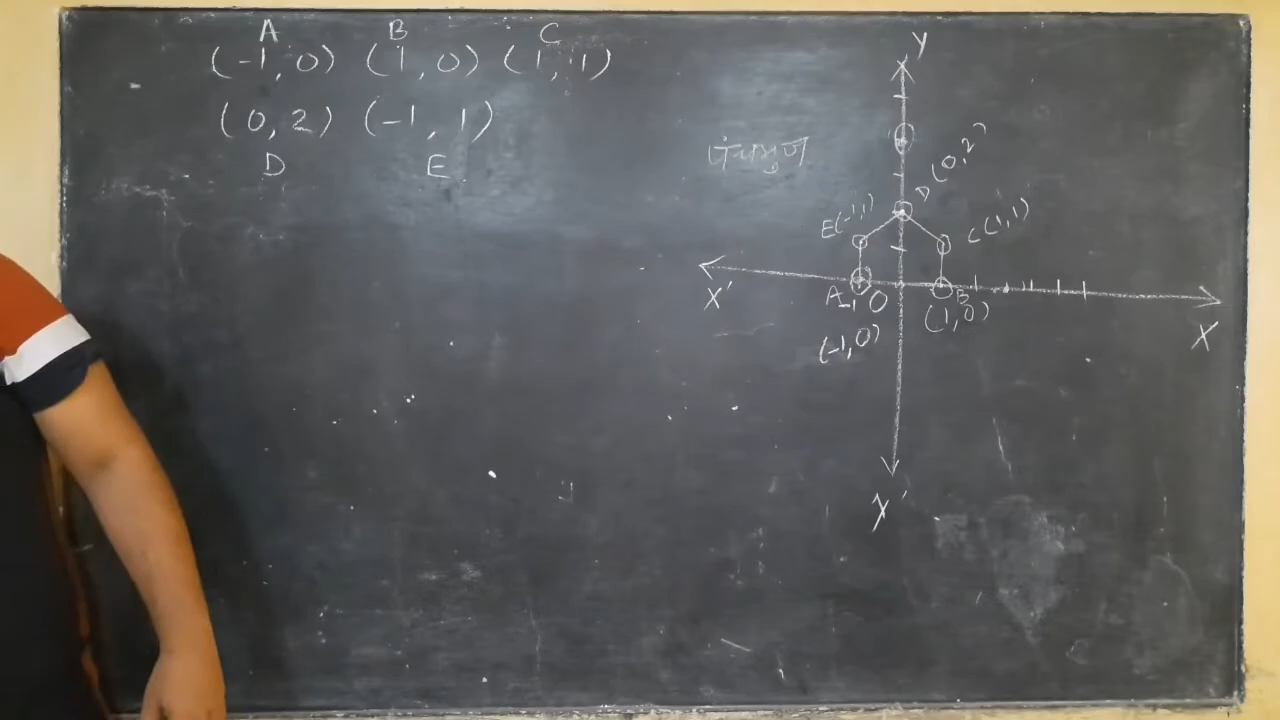 A B C
(-1, 0) (1, 0) (1, 1)
(0, 2) (-1, 1)
D E
Y
पंचभुज
D (0, 2)
E(-1,1)
C (1, 1)
X'
A -1 O
B
(1, 0)
(-1, 0)
X
Y'